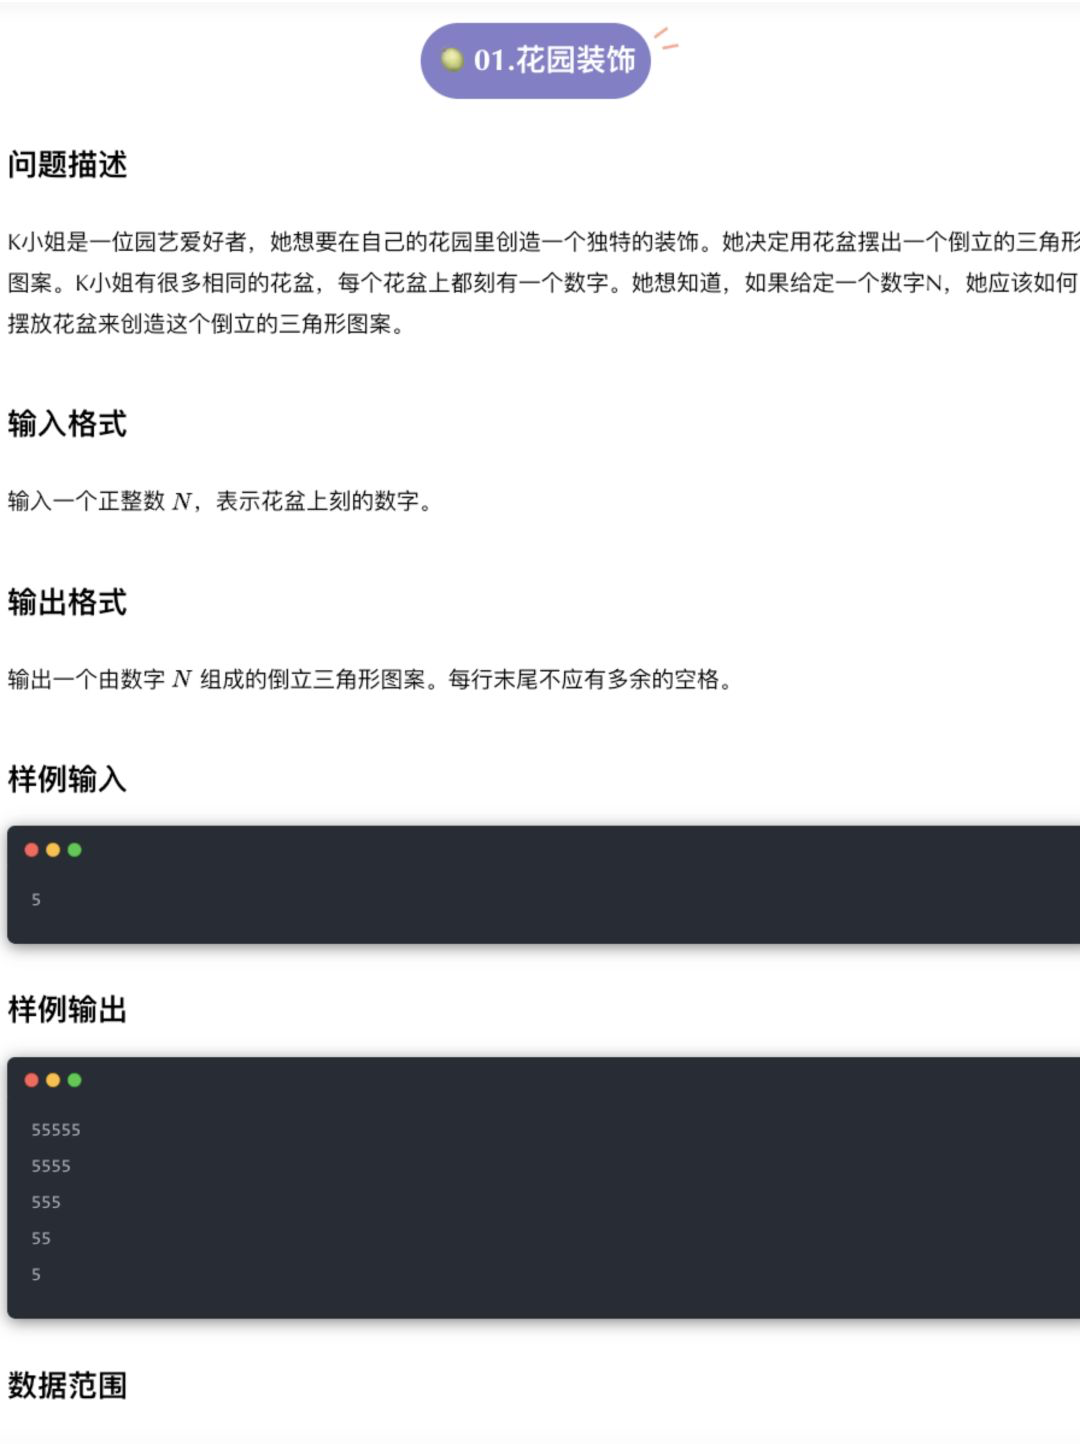 01.花园装饰
问题描述
K小姐是一位园艺爱好者，她想要在自己的花园里创造一个独特的装饰。她决定用花盆摆出一个倒立的三角形
图案。K小姐有很多相同的花盆，每个花盆上都刻有一个数字。她想知道，如果给定一个数字N，她应该如何
摆放花盆来创造这个倒立的三角形图案。
输入格式
输入一个正整数 N，表示花盆上刻的数字。
输出格式
输出一个由数字 N 组成的倒立三角形图案。每行末尾不应有多余的空格。
样例输入
5
样例输出
55555
5555
555
55
5
数据范围